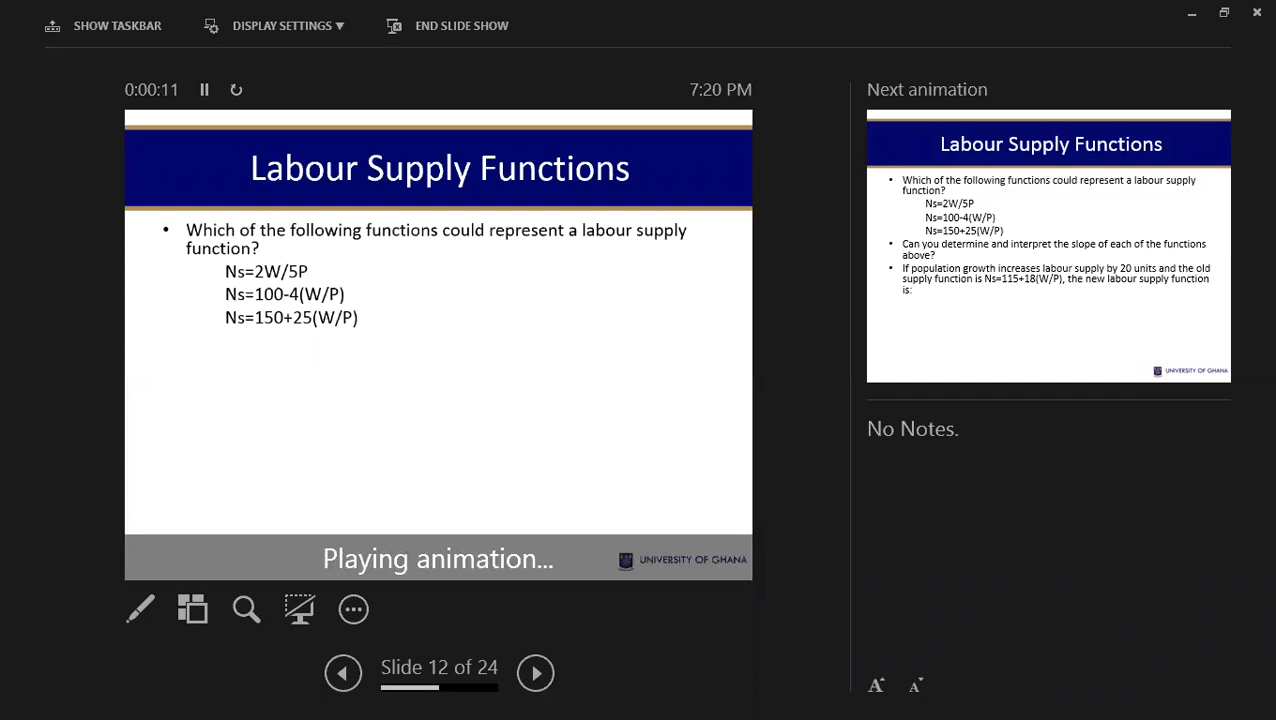 SHOW TASKBAR
DISPLAY SETTINGS ▼
END SLIDE SHOW
0:00:11
7:20 PM
Labour Supply Functions
• Which of the following functions could represent a labour supply
function?
Ns=2W/5P
Ns=100-4(W/P)
Ns=150+25(W/P)
Playing animation...
UNIVERSITY OF GHANA
Slide 12 of 24
Next animation
Labour Supply Functions
• Which of the following functions could represent a labour supply
function?
Ns=2W/5P
Ns=100-4(W/P)
Ns=150+25(W/P)
• Can you determine and interpret the slope of each of the functions
above?
• If population growth increases labour supply by 20 units and the old
supply function is Ns=115+18(W/P), the new labour supply function
is:
UNIVERSITY OF GHANA
No Notes.
A A